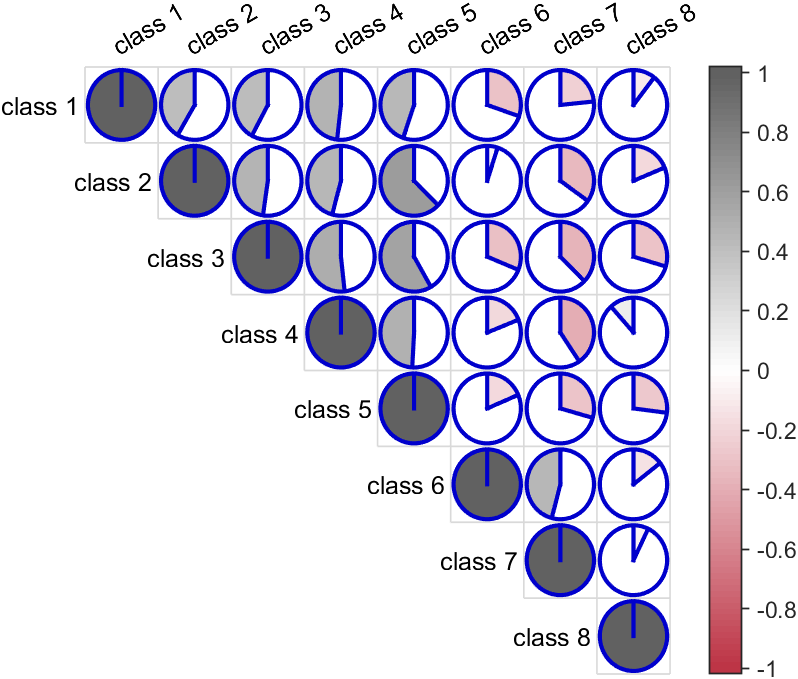 class 1
class 2
class 3
class 4
class 5
class 6
class 7
class 8
class 1
class 2
class 3
class 4
class 5
class 6
class 7
class 8
1
0.8
0.6
0.4
0.2
0
-0.2
-0.4
-0.6
-0.8
-1